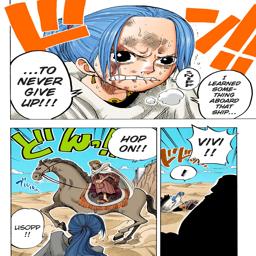 LEARNED
SOME-
THING
ABOARD
THAT
SHIP...
...TO
NEVER
GIVE
UP!!!
VIVI
!!
!
HOP
ON!!
USOPP
!!